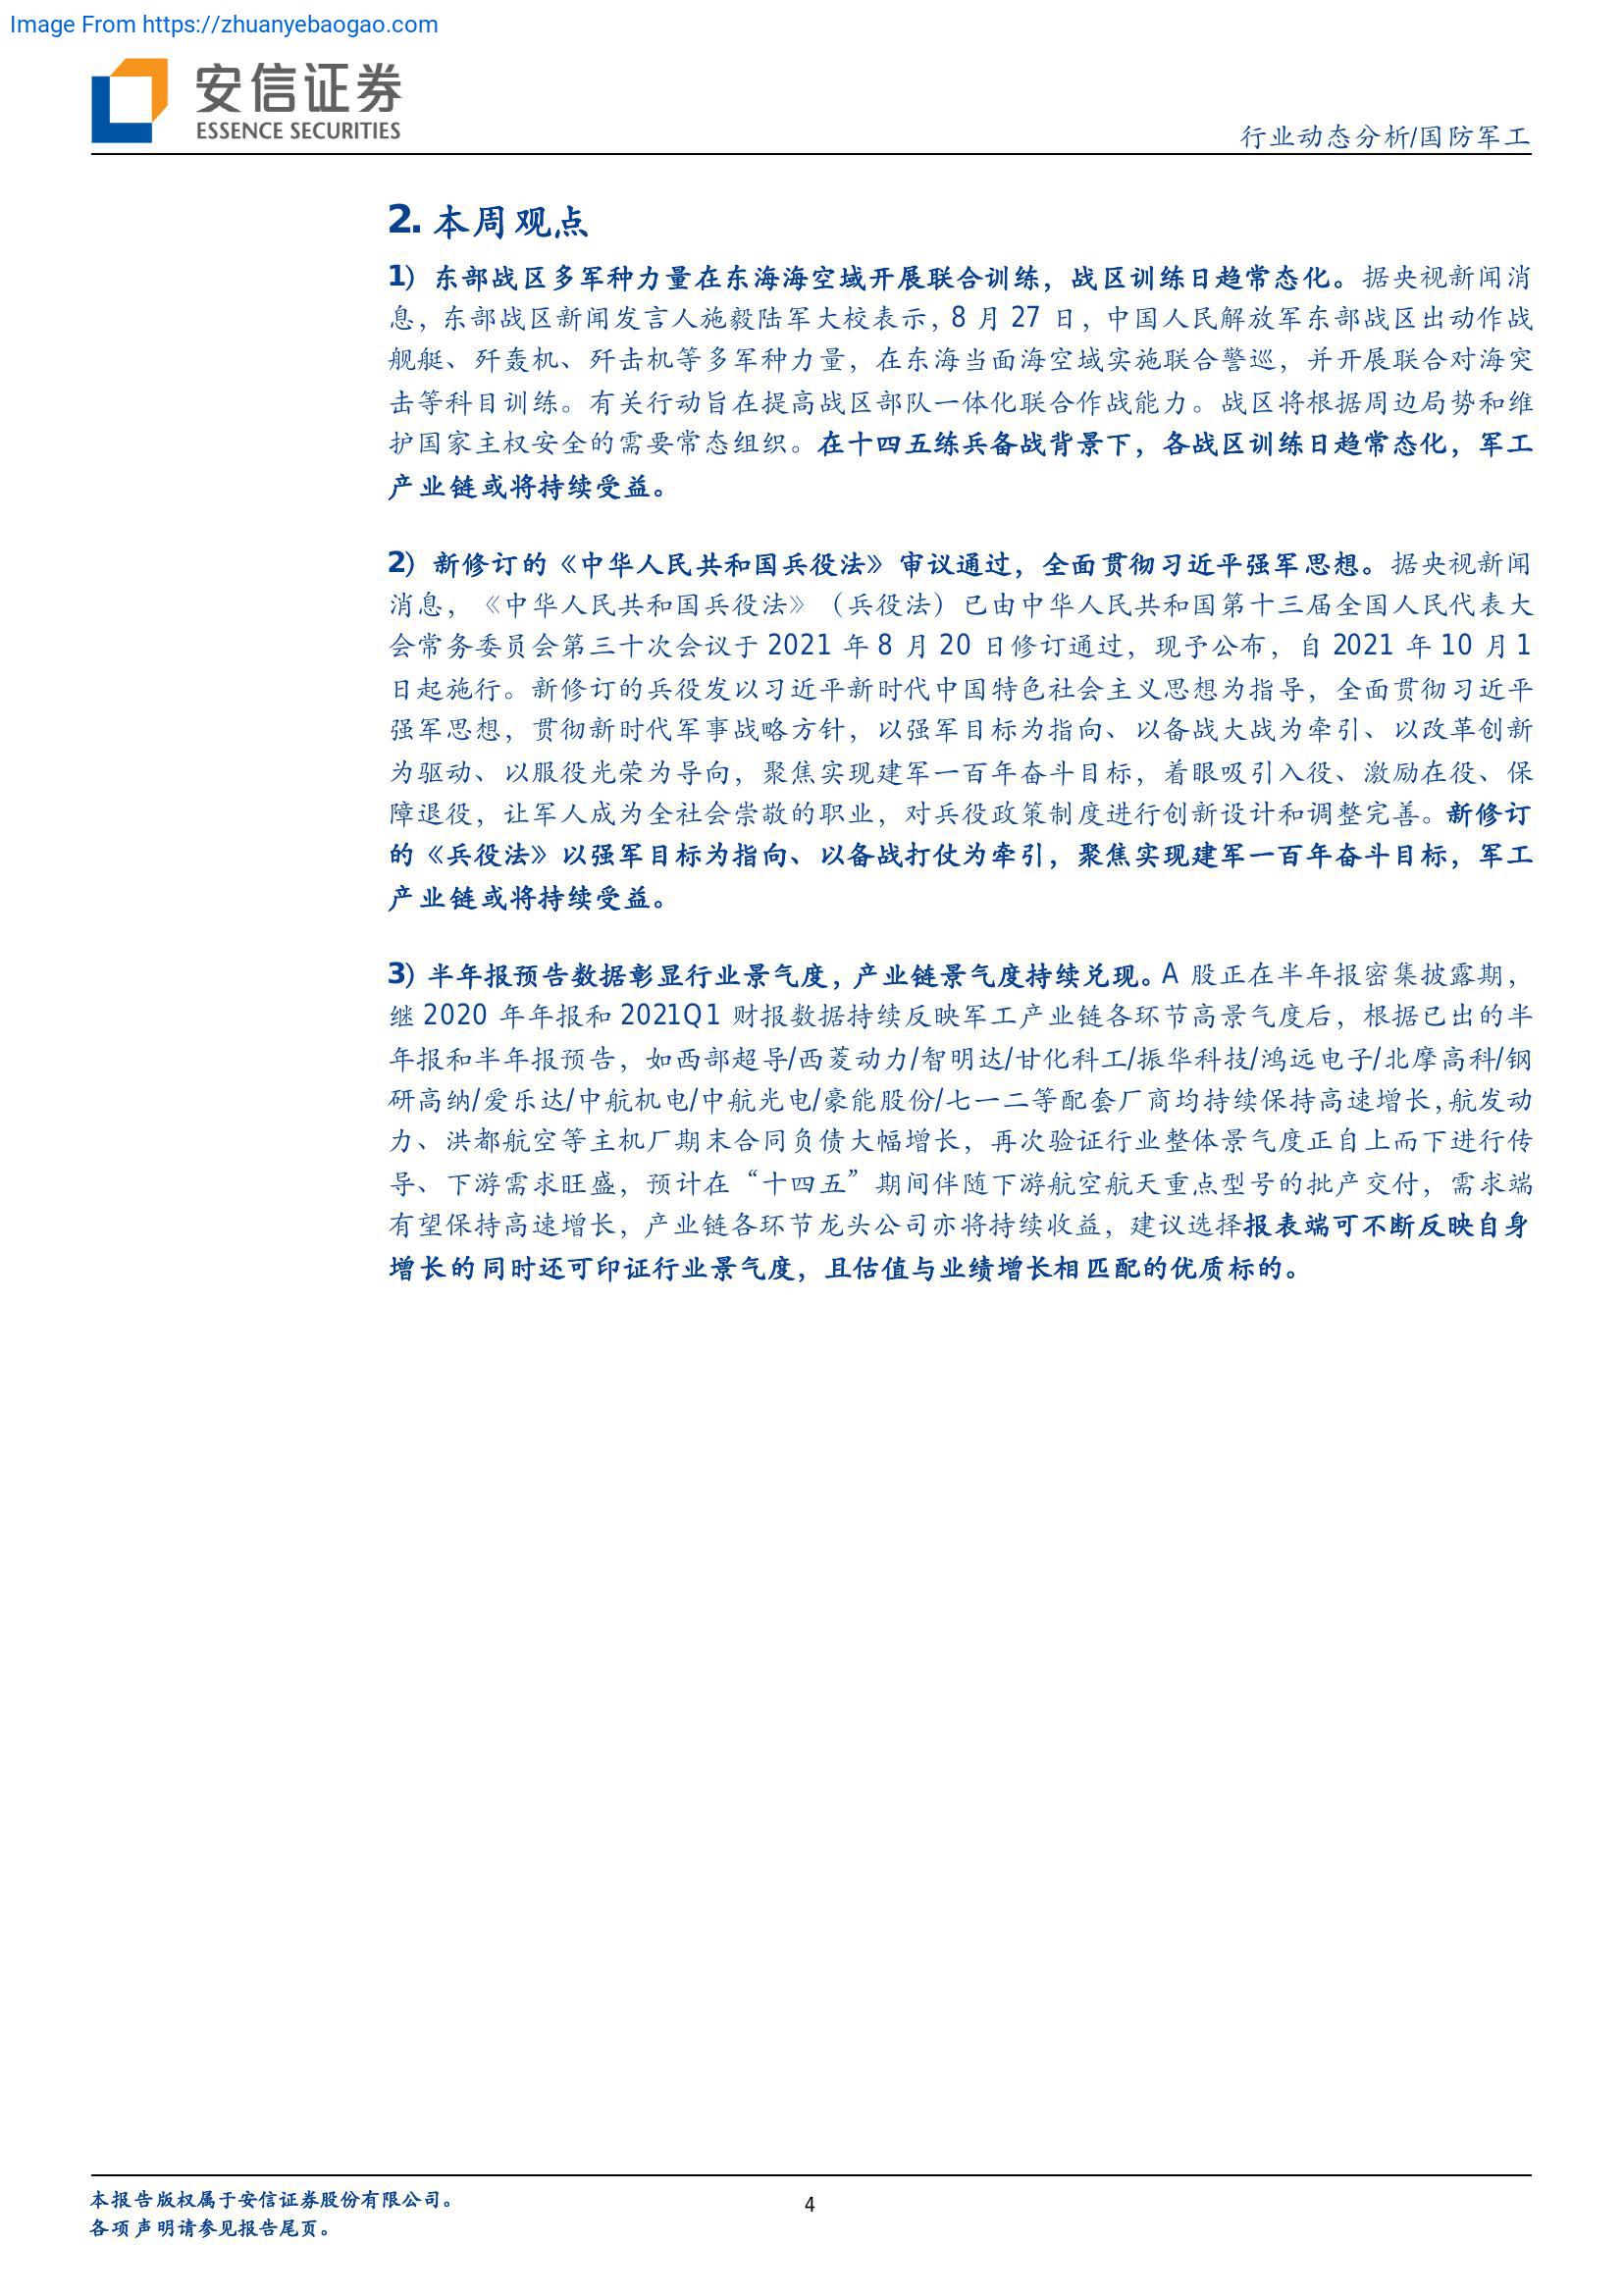 Image From https://zhuanyebaogao.com
安信证券
ESSENCE SECURITIES
行业动态分析/国防军工
2. 本周观点
1）东部战区多军种力量在东海海空域开展联合训练，战区训练日趋常态化。据央视新闻消
息，东部战区新闻发言人施毅陆军大校表示，8 月 27 日，中国人民解放军东部战区出动作战
舰艇、歼轰机、歼击机等多军种力量，在东海当面海空域实施联合警巡，并开展联合对海突
击等科目训练。有关行动旨在提高战区部队一体化联合作战能力。战区将根据周边局势和维
护国家主权安全的需要常态组织。在十四五练兵备战背景下，各战区训练日趋常态化，军工
产业链或将持续受益。
2）新修订的《中华人民共和国兵役法》审议通过，全面贯彻习近平强军思想。据央视新闻
消息，《中华人民共和国兵役法》（兵役法）已由中华人民共和国第十三届全国人民代表大
会常务委员会第三十次会议于 2021 年 8 月 20 日修订通过，现予公布，自 2021 年 10 月 1
日起施行。新修订的兵役发以习近平新时代中国特色社会主义思想为指导，全面贯彻习近平
强军思想，贯彻新时代军事战略方针，以强军目标为指向、以备战大战为牵引、以改革创新
为驱动、以服役光荣为导向，聚焦实现建军一百年奋斗目标，着眼吸引入役、激励在役、保
障退役，让军人成为全社会崇敬的职业，对兵役政策制度进行创新设计和调整完善。新修订
的《兵役法》以强军目标为指向、以备战打仗为牵引，聚焦实现建军一百年奋斗目标，军工
产业链或将持续受益。
3）半年报预告数据彰显行业景气度，产业链景气度持续兑现。A 股正在半年报密集披露期，
继 2020 年年报和 2021Q1 财报数据持续反映军工产业链各环节高景气度后，根据已出的半
年报和半年报预告，如西部超导/西菱动力/智明达/甘化科工/振华科技/鸿远电子/北摩高科/钢
研高纳/爱乐达/中航机电/中航光电/豪能股份/七一二等配套厂商均持续保持高速增长，航发动
力、洪都航空等主机厂期末合同负债大幅增长，再次验证行业整体景气度正自上而下进行传
导、下游需求旺盛，预计在“十四五”期间伴随下游航空航天重点型号的批产交付，需求端
有望保持高速增长，产业链各环节龙头公司亦将持续收益，建议选择报表端可不断反映自身
增长的同时还可印证行业景气度，且估值与业绩增长相匹配的优质标的。
本报告版权属于安信证券股份有限公司。
各项声明请参见报告尾页。
4